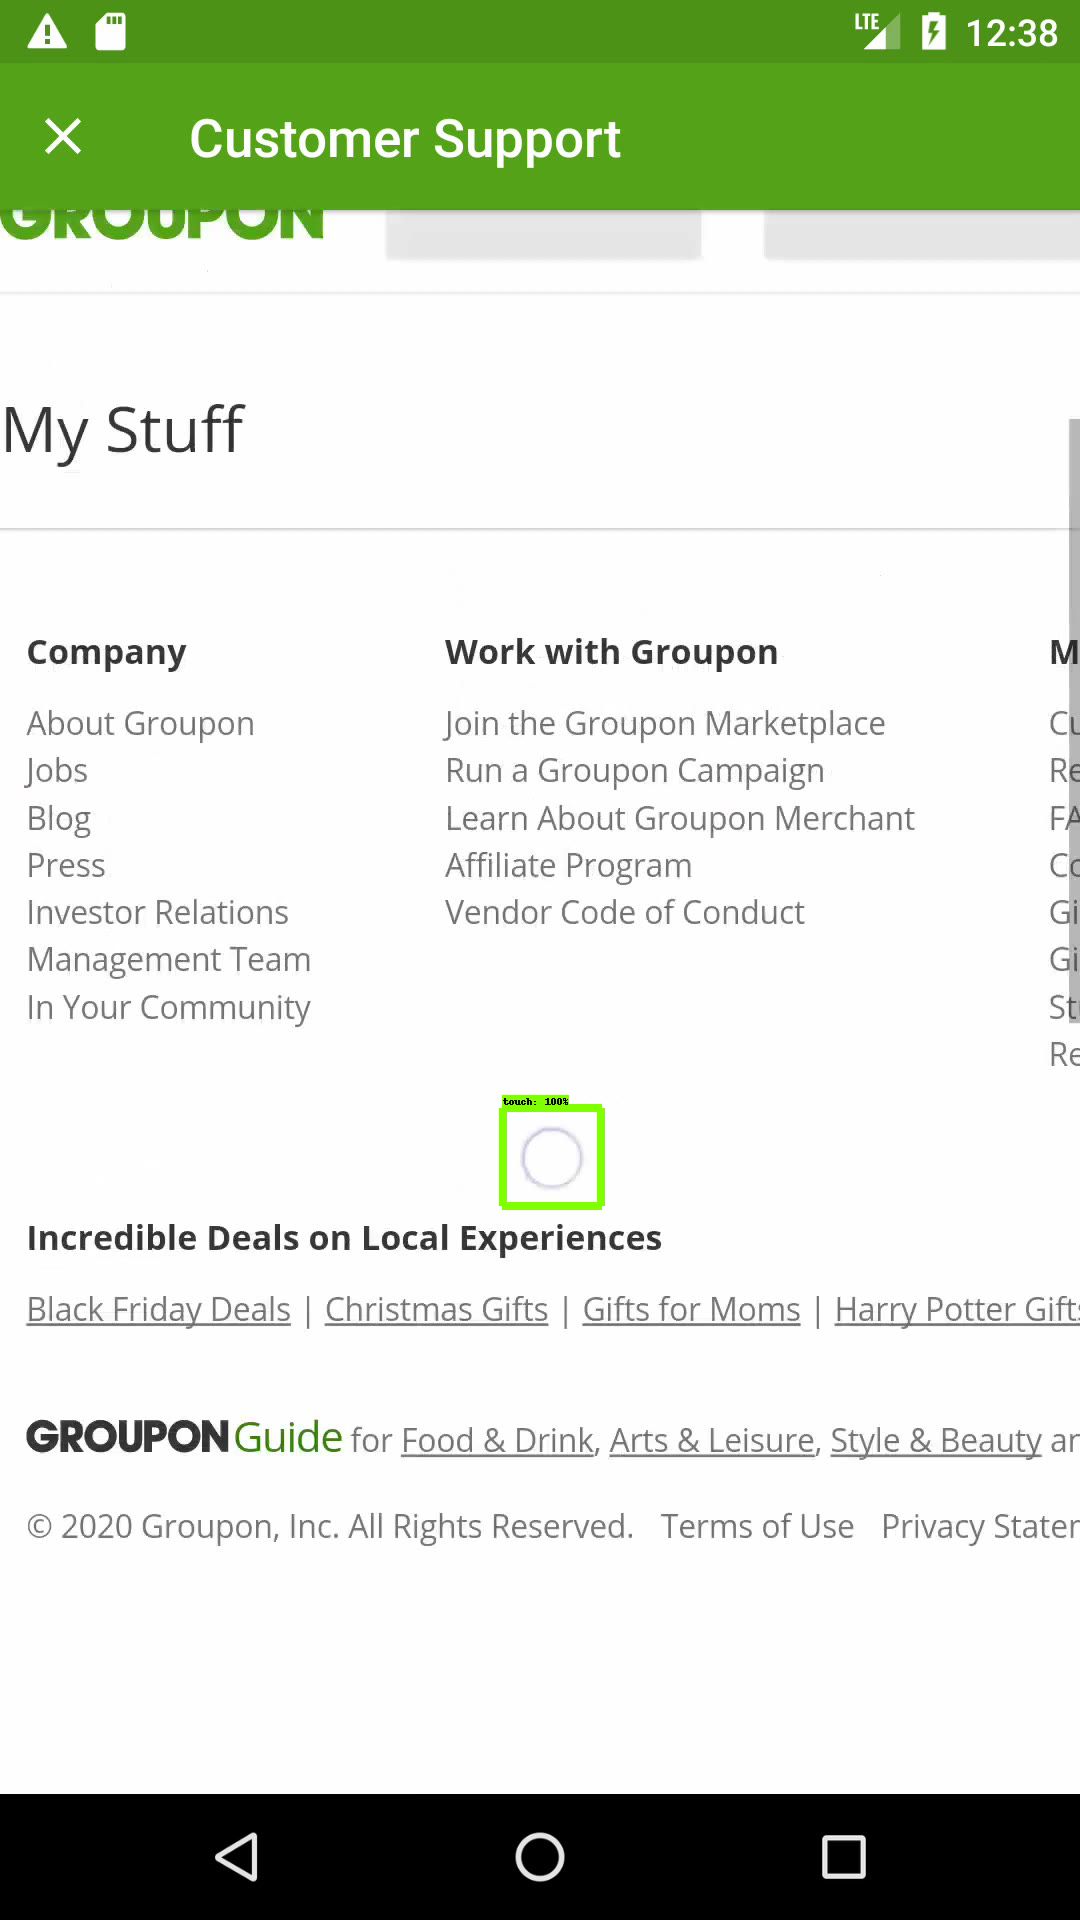 LTE 12:38
Customer Support
GROUPON
My Stuff
Company
Work with Groupon
M
About Groupon
Join the Groupon Marketplace
Cu
Jobs
Run a Groupon Campaign
Re
Blog
Learn About Groupon Merchant
FA
Press
Affiliate Program
Co
Investor Relations
Vendor Code of Conduct
Gi
Management Team
Gi
In Your Community
St
Re
touch: 100%
Incredible Deals on Local Experiences
Black Friday Deals | Christmas Gifts | Gifts for Moms | Harry Potter Gifts
GROUPON Guide for Food & Drink, Arts & Leisure, Style & Beauty ar
© 2020 Groupon, Inc. All Rights Reserved. Terms of Use Privacy Stater